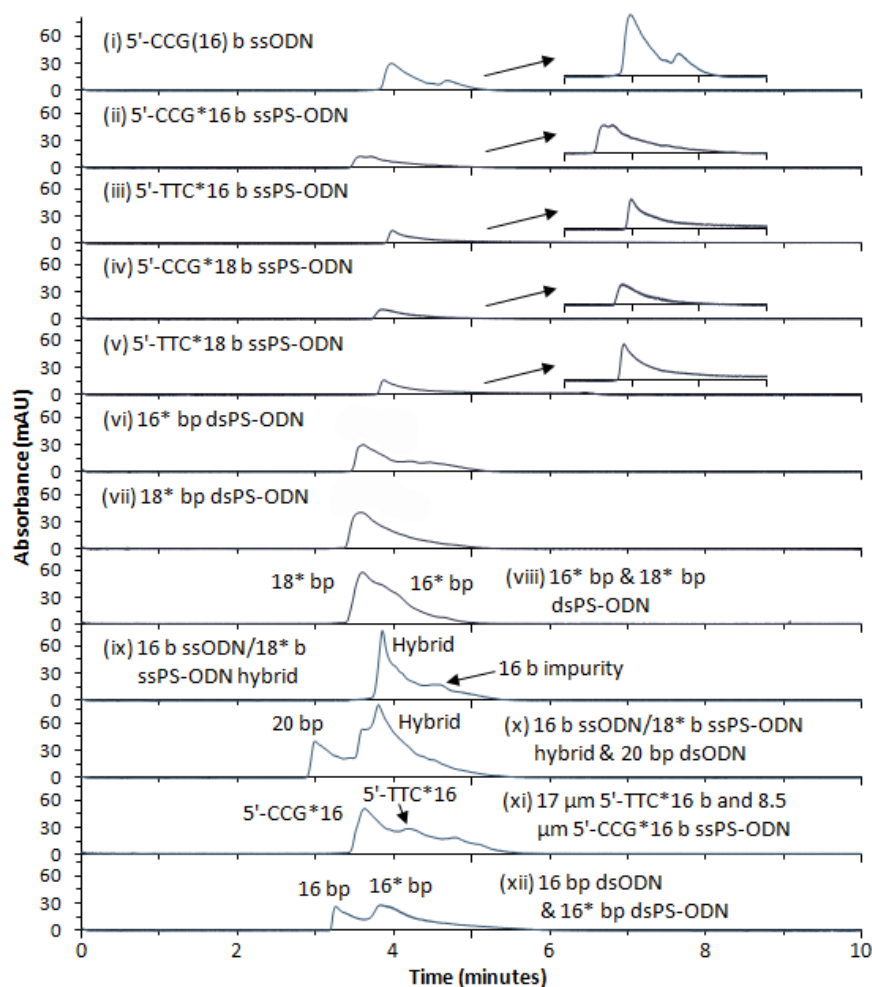 60 (i) 5'-CCG(16) b ssODN
30
0
60 (ii) 5'-CCG*16 b ssPS-ODN
30
0
60 (iii) 5'-TTC*16 b ssPS-ODN
30
0
60 (iv) 5'-CCG*18 b ssPS-ODN
30
0
60 (v) 5'-TTC*18 b ssPS-ODN
30
0
60 (vi) 16* bp dsPS-ODN
30
0
60 (vii) 18* bp dsPS-ODN
30
0
60 18* bp 16* bp (viii) 16* bp & 18* bp
30 dsPS-ODN
0
60 (ix) 16 b ssODN/18* b Hybrid
30 ssPS-ODN hybrid 16 b impurity
0
60 20 bp Hybrid (x) 16 b ssODN/18* b ssPS-ODN
30 hybrid & 20 bp dsODN
0
60 5'-CCG*16 5'-TTC*16 (xi) 17 µm 5'-TTC*16 b and 8.5
30 µm 5'-CCG*16 b ssPS-ODN
0
60 16 bp 16* bp (xii) 16 bp dsODN
30 & 16* bp dsPS-ODN
0
0 2 4 6 8 10
Time (minutes)
Absorbance (mAU)